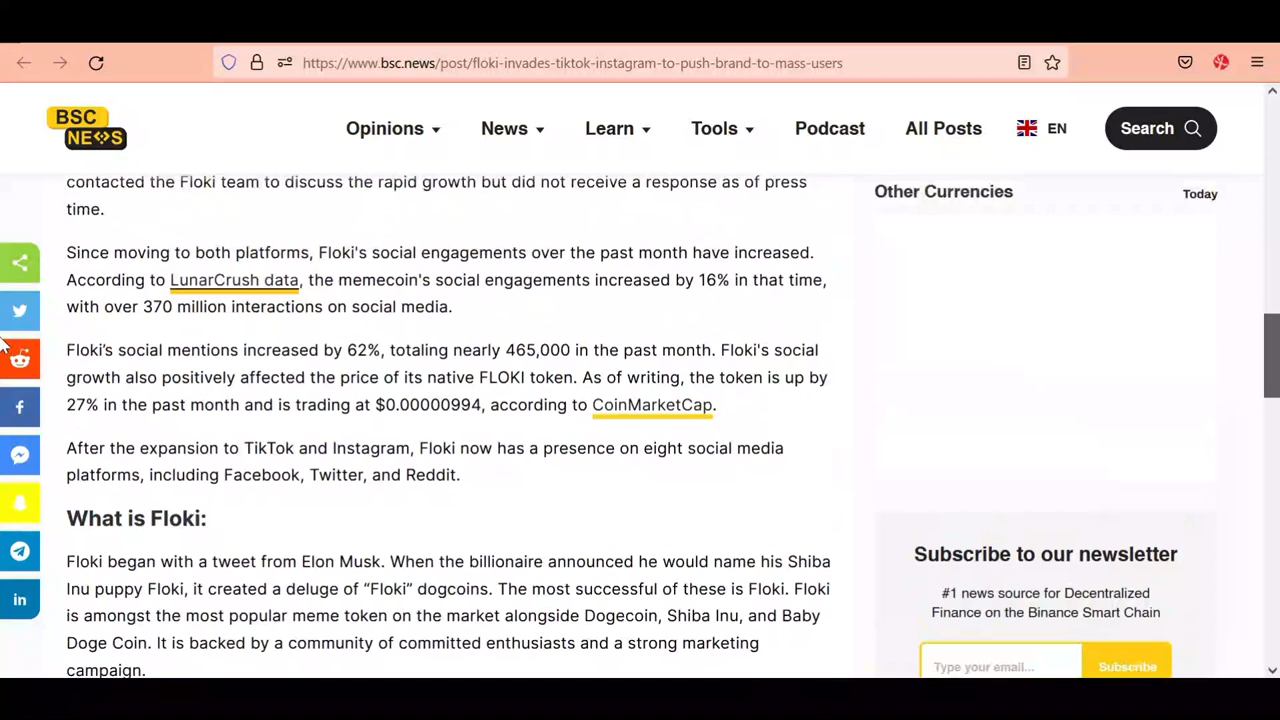 https://www.bsc.news/post/floki-invades-tiktok-instagram-to-push-brand-to-mass-users
BSC
NEWS
Opinions
News
Learn
Tools
Podcast
All Posts
EN
Search
contacted the Floki team to discuss the rapid growth but did not receive a response as of press
time.
Since moving to both platforms, Floki's social engagements over the past month have increased.
According to LunarCrush data, the memecoin's social engagements increased by 16% in that time,
with over 370 million interactions on social media.
Floki’s social mentions increased by 62%, totaling nearly 465,000 in the past month. Floki's social
growth also positively affected the price of its native FLOKI token. As of writing, the token is up by
27% in the past month and is trading at $0.00000994, according to CoinMarketCap.
After the expansion to TikTok and Instagram, Floki now has a presence on eight social media
platforms, including Facebook, Twitter, and Reddit.
What is Floki:
Floki began with a tweet from Elon Musk. When the billionaire announced he would name his Shiba
Inu puppy Floki, it created a deluge of “Floki” dogcoins. The most successful of these is Floki. Floki
is amongst the most popular meme token on the market alongside Dogecoin, Shiba Inu, and Baby
Doge Coin. It is backed by a community of committed enthusiasts and a strong marketing
campaign.
Other Currencies
Today
Subscribe to our newsletter
#1 news source for Decentralized
Finance on the Binance Smart Chain
Type your email...
Subscribe